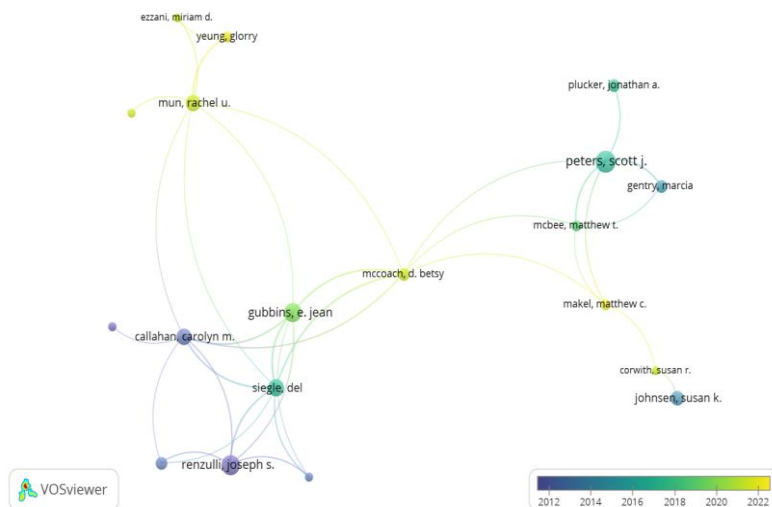 ezzani, miriam d.
yeung, glorry
mun, rachel u.
plucker, jonathan a.
peters, scott j.
gentry, marcia
mcbee, matthew t.
mccoach, d. betsy
makel, matthew c.
gubbins, e. jean
callahan, carolyn m.
corwith, susan r.
siegle, del
johnsen, susan k.
renzulli, joseph s.
VOSviewer
2012 2014 2016 2018 2020 2022